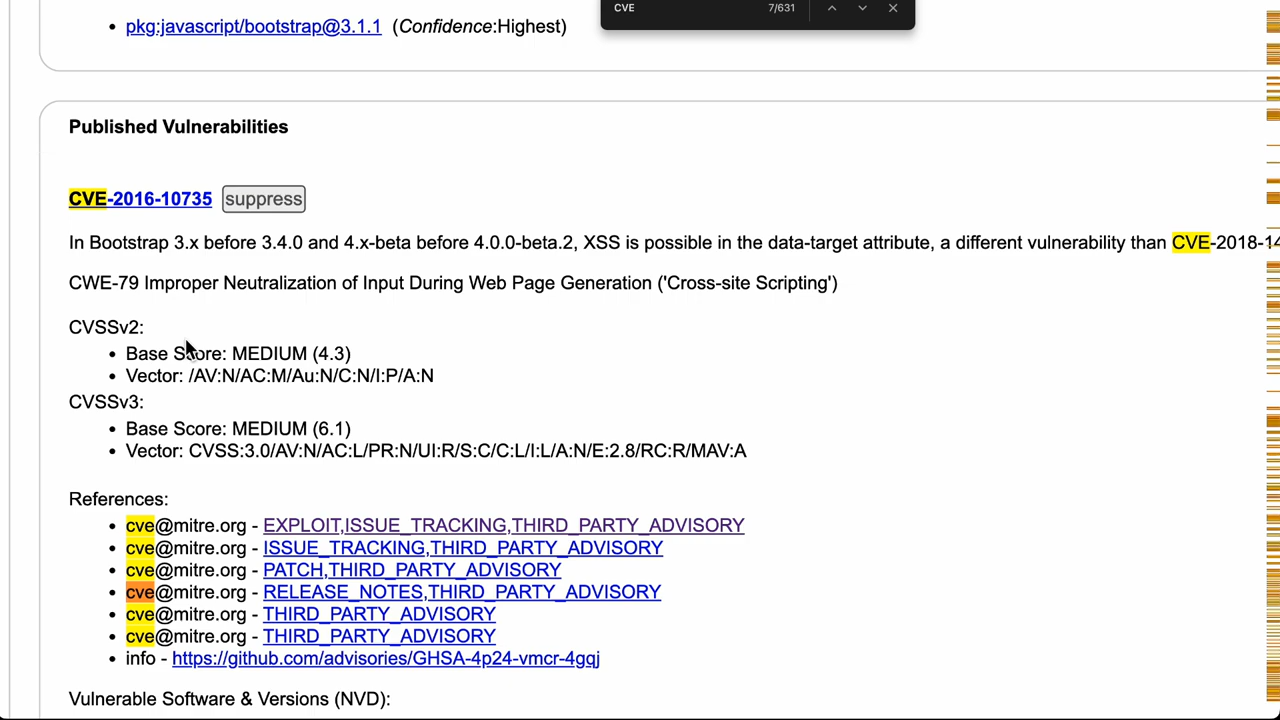 CVE 7/631
pkg:javascript/bootstrap@3.1.1 (Confidence:Highest)
Published Vulnerabilities
CVE-2016-10735 suppress
In Bootstrap 3.x before 3.4.0 and 4.x-beta before 4.0.0-beta.2, XSS is possible in the data-target attribute, a different vulnerability than CVE-2018-14
CWE-79 Improper Neutralization of Input During Web Page Generation ('Cross-site Scripting')
CVSSv2:
Base Score: MEDIUM (4.3)
Vector: /AV:N/AC:M/Au:N/C:N/I:P/A:N
CVSSv3:
Base Score: MEDIUM (6.1)
Vector: CVSS:3.0/AV:N/AC:L/PR:N/UI:R/S:C/C:L/I:L/A:N/E:2.8/RC:R/MAV:A
References:
cve@mitre.org - EXPLOIT,ISSUE_TRACKING,THIRD_PARTY_ADVISORY
cve@mitre.org - ISSUE_TRACKING,THIRD_PARTY_ADVISORY
cve@mitre.org - PATCH,THIRD_PARTY_ADVISORY
cve@mitre.org - RELEASE_NOTES,THIRD_PARTY_ADVISORY
cve@mitre.org - THIRD_PARTY_ADVISORY
cve@mitre.org - THIRD_PARTY_ADVISORY
info - https://github.com/advisories/GHSA-4p24-vmcr-4gqj
Vulnerable Software & Versions (NVD):